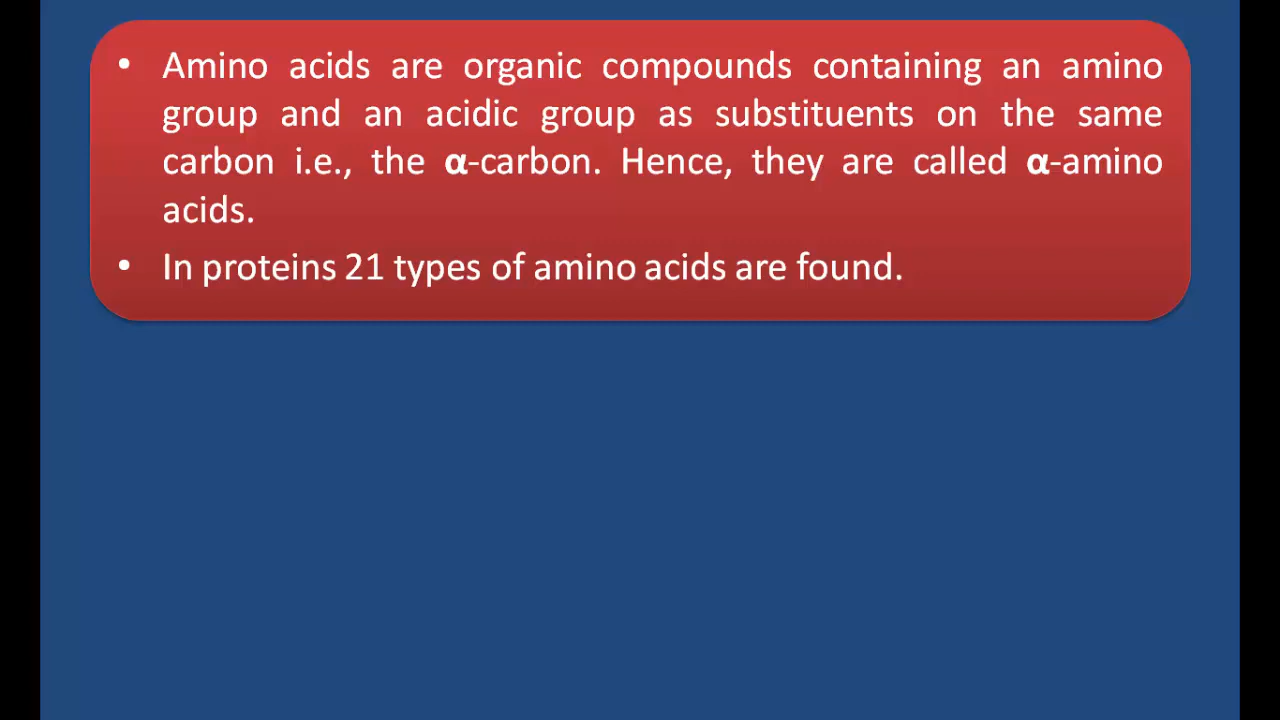 • Amino acids are organic compounds containing an amino
group and an acidic group as substituents on the same
carbon i.e., the α-carbon. Hence, they are called α-amino
acids.
• In proteins 21 types of amino acids are found.